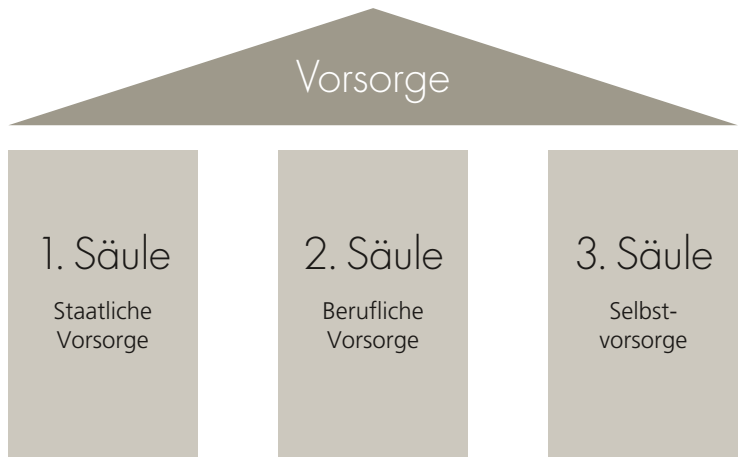 Vorsorge
1. Säule
Staatliche
Vorsorge
2. Säule
Berufliche
Vorsorge
3. Säule
Selbst-
vorsorge